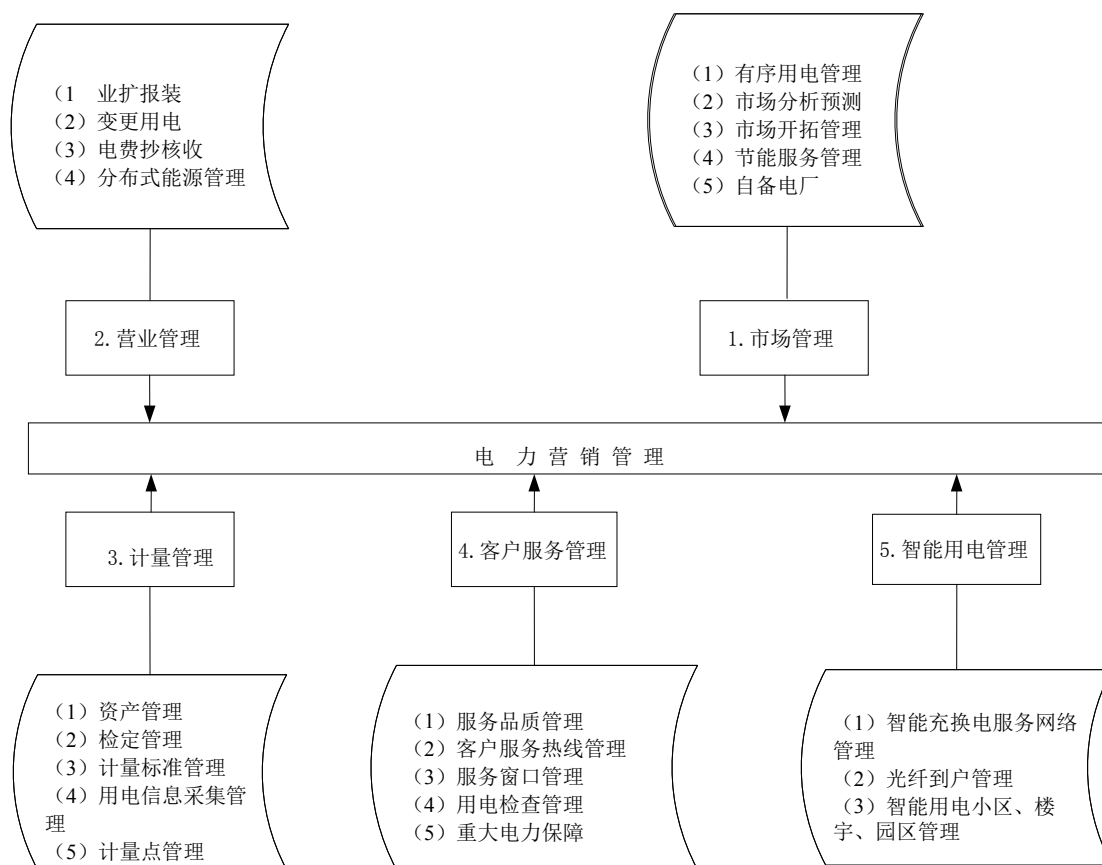 （1 业扩报装
（2）变更用电
（3）电费抄核收
（4）分布式能源管理
（1）有序用电管理
（2）市场分析预测
（3）市场开拓管理
（4）节能服务管理
（5）自备电厂
2.营业管理
1.市场管理
电 力 营 销 管 理
3.计量管理
4.客户服务管理
5.智能用电管理
（1）资产管理
（2）检定管理
（3）计量标准管理
（4）用电信息采集管
理
（5）计量点管理
（1）服务品质管理
（2）客户服务热线管理
（3）服务窗口管理
（4）用电检查管理
（5）重大电力保障
（1）智能充换电服务网络
管理
（2）光纤到户管理
（3）智能用电小区、楼
宇、园区管理